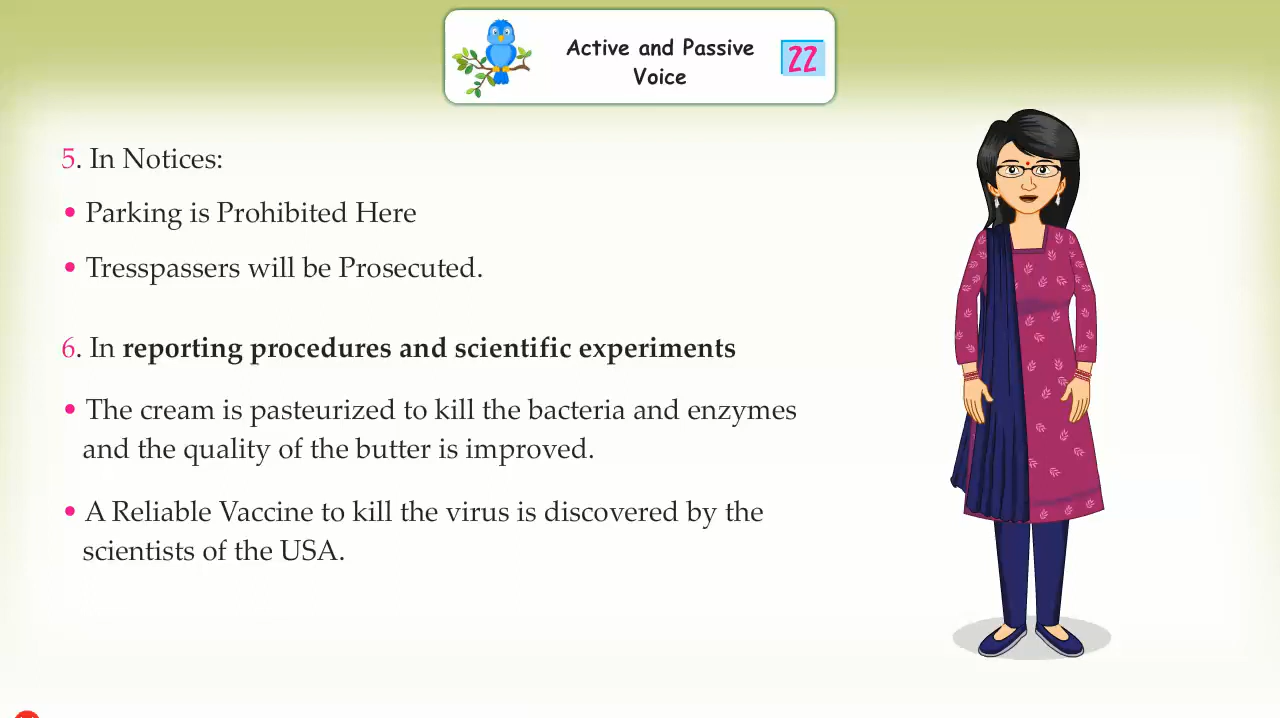 Active and Passive
Voice
22
5. In Notices:
• Parking is Prohibited Here
• Tresspassers will be Prosecuted.
6. In reporting procedures and scientific experiments
• The cream is pasteurized to kill the bacteria and enzymes
and the quality of the butter is improved.
• A Reliable Vaccine to kill the virus is discovered by the
scientists of the USA.